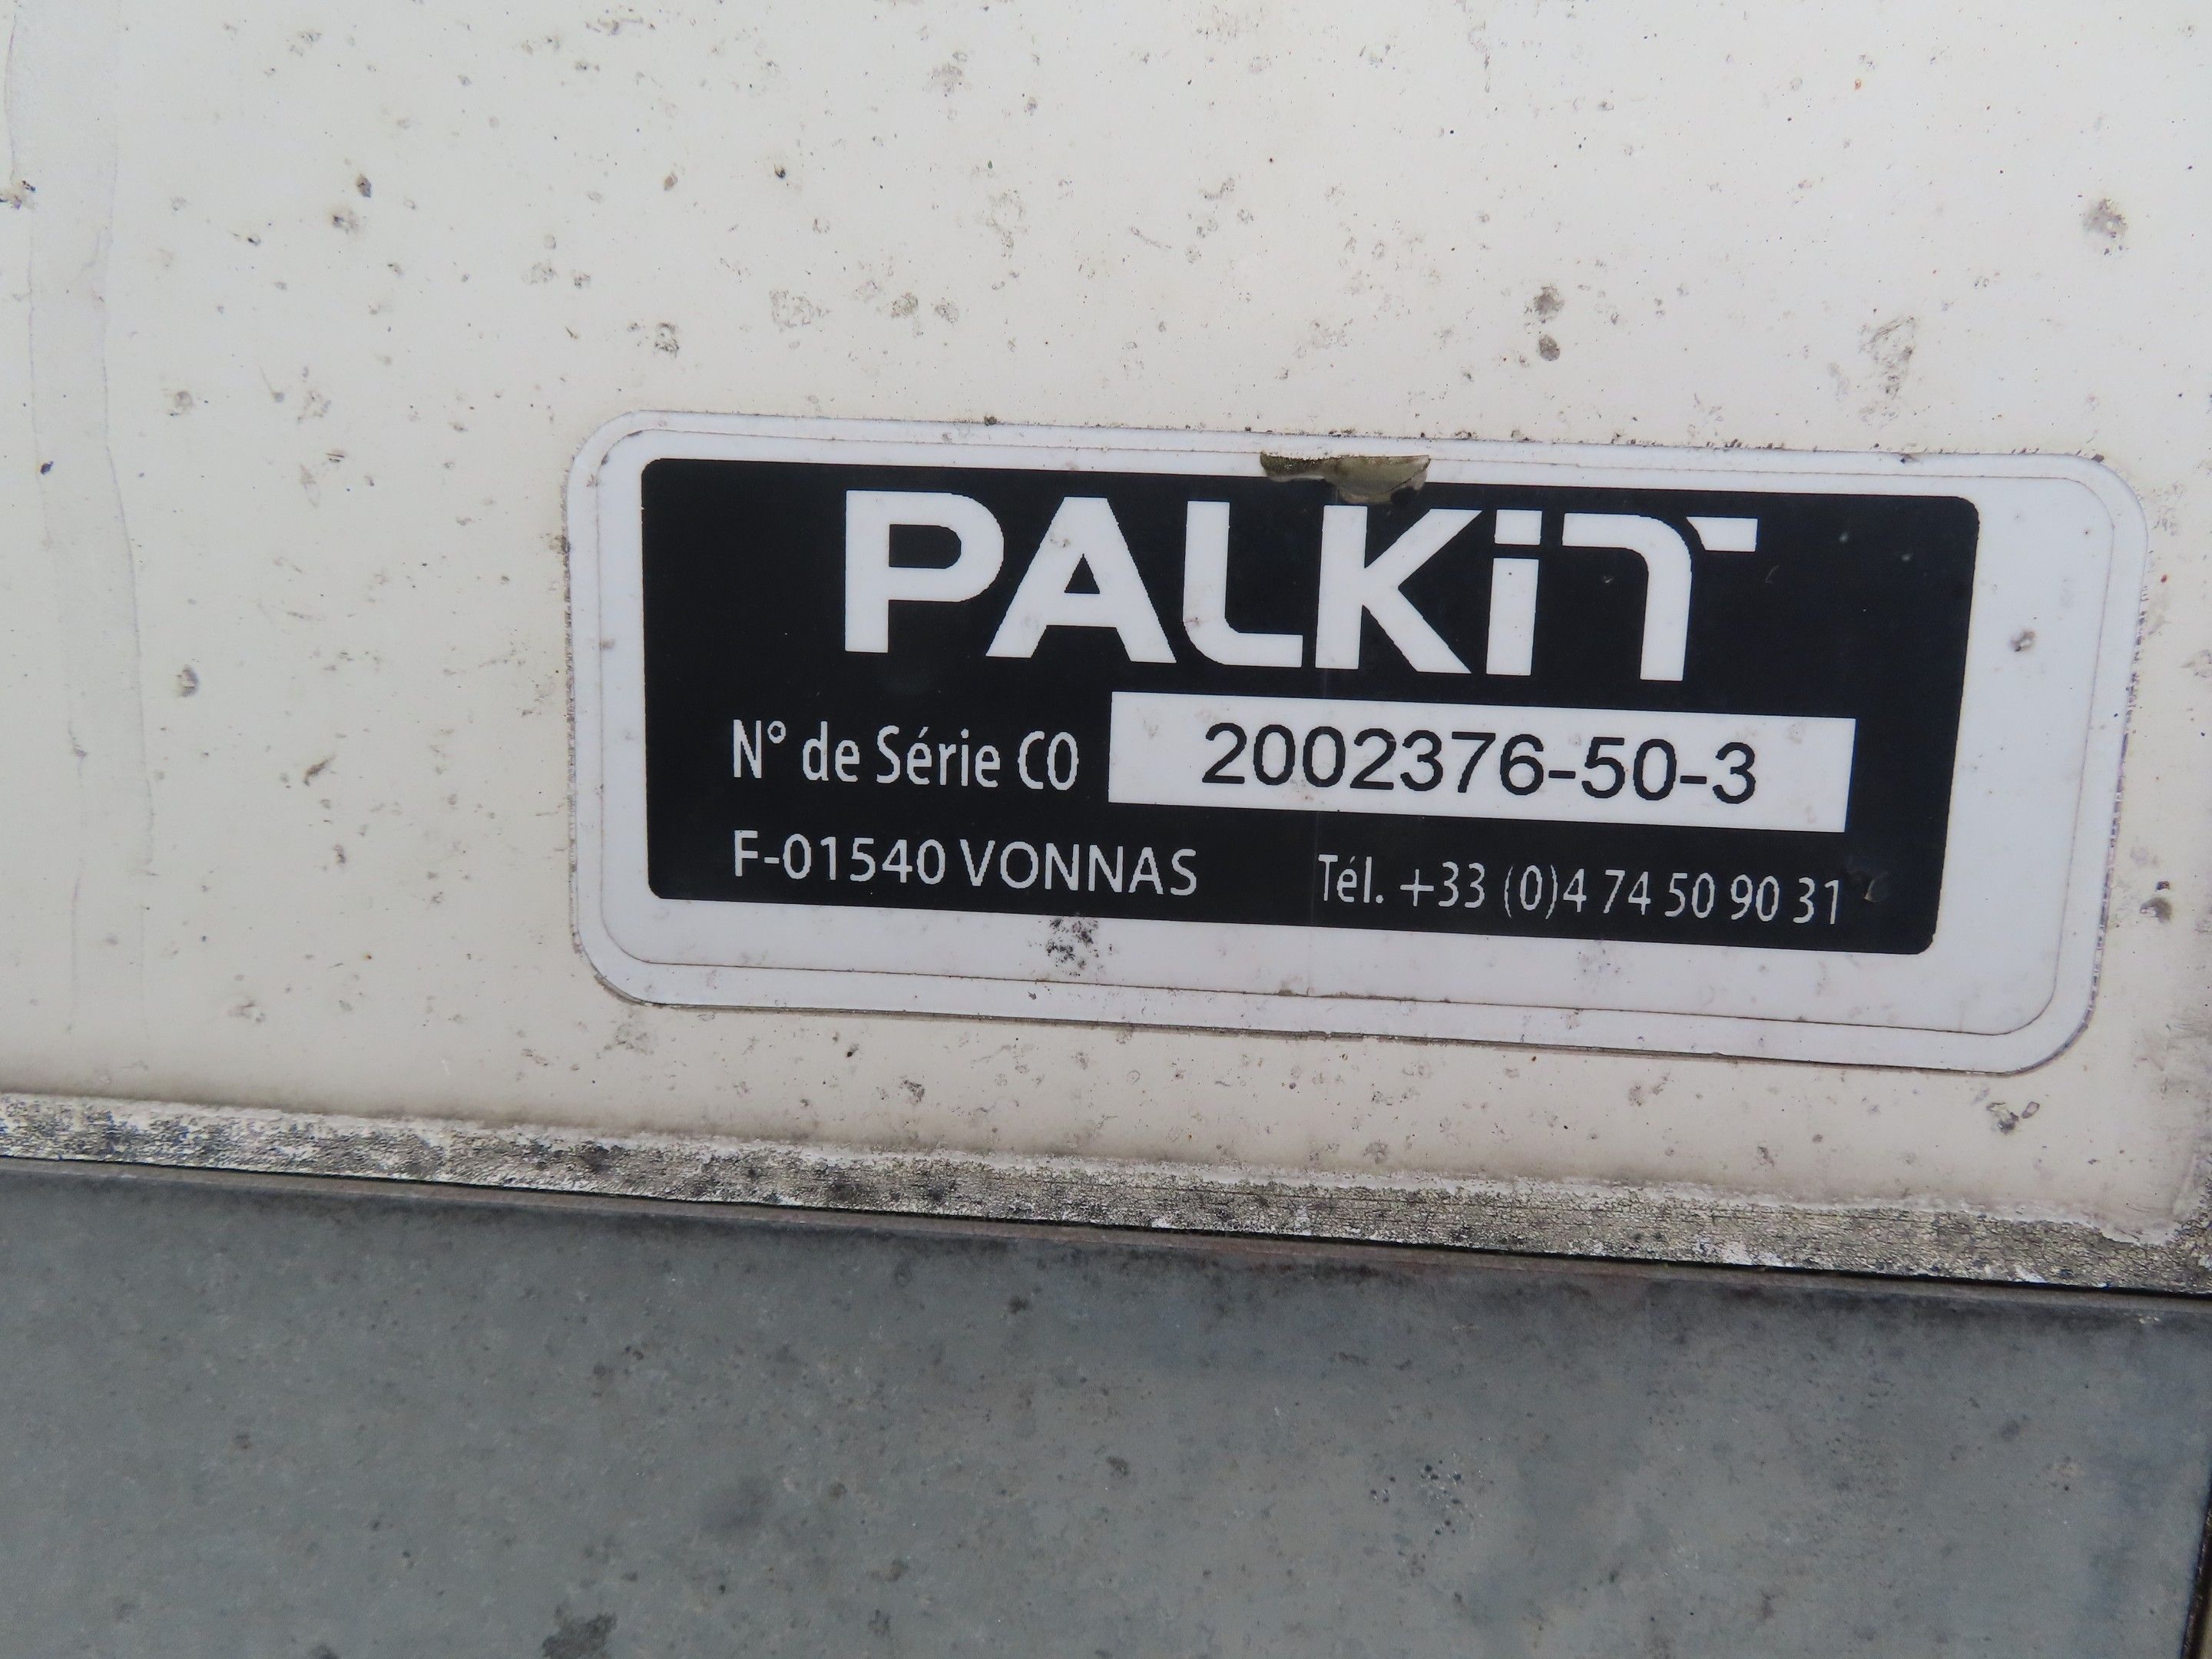 PALKiT
N° de Série CO 2002376-50-3
F-01540 VONNAS Tél. +33 (0)4 74 50 90 31